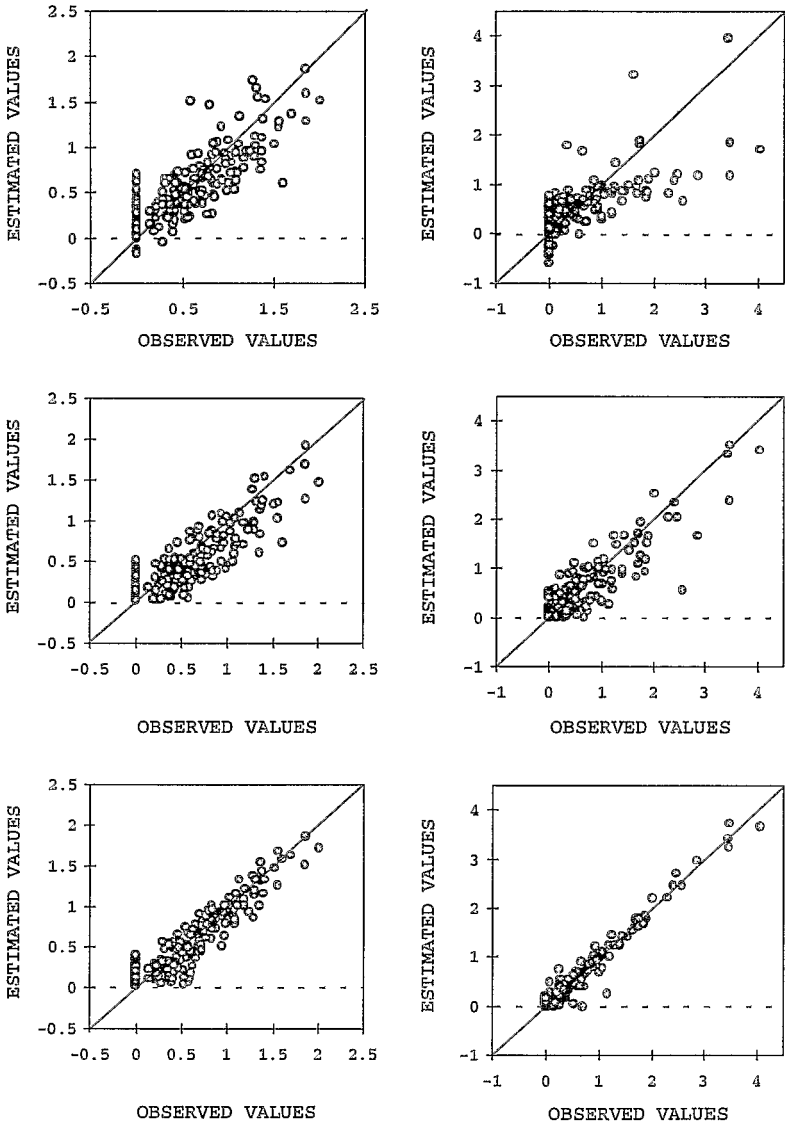 2.5
2
1.5
1
0.5
0
-0.5
-0.5 0.5 1.5 2.5
ESTIMATED VALUES
OBSERVED VALUES
4
3
2
1
0
-1
-1 0 1 2 3 4
ESTIMATED VALUES
OBSERVED VALUES
2.5
2
1.5
1
0.5
0
-0.5
-0.5 0 0.5 1 1.5 2 2.5
ESTIMATED VALUES
OBSERVED VALUES
4
3
2
1
0
-1
-1 0 1 2 3 4
ESTIMATED VALUES
OBSERVED VALUES
2.5
2
1.5
1
0.5
0
-0.5
-0.5 0 0.5 1 1.5 2 2.5
ESTIMATED VALUES
OBSERVED VALUES
4
3
2
1
0
-1
-1 0 1 2 3 4
ESTIMATED VALUES
OBSERVED VALUES